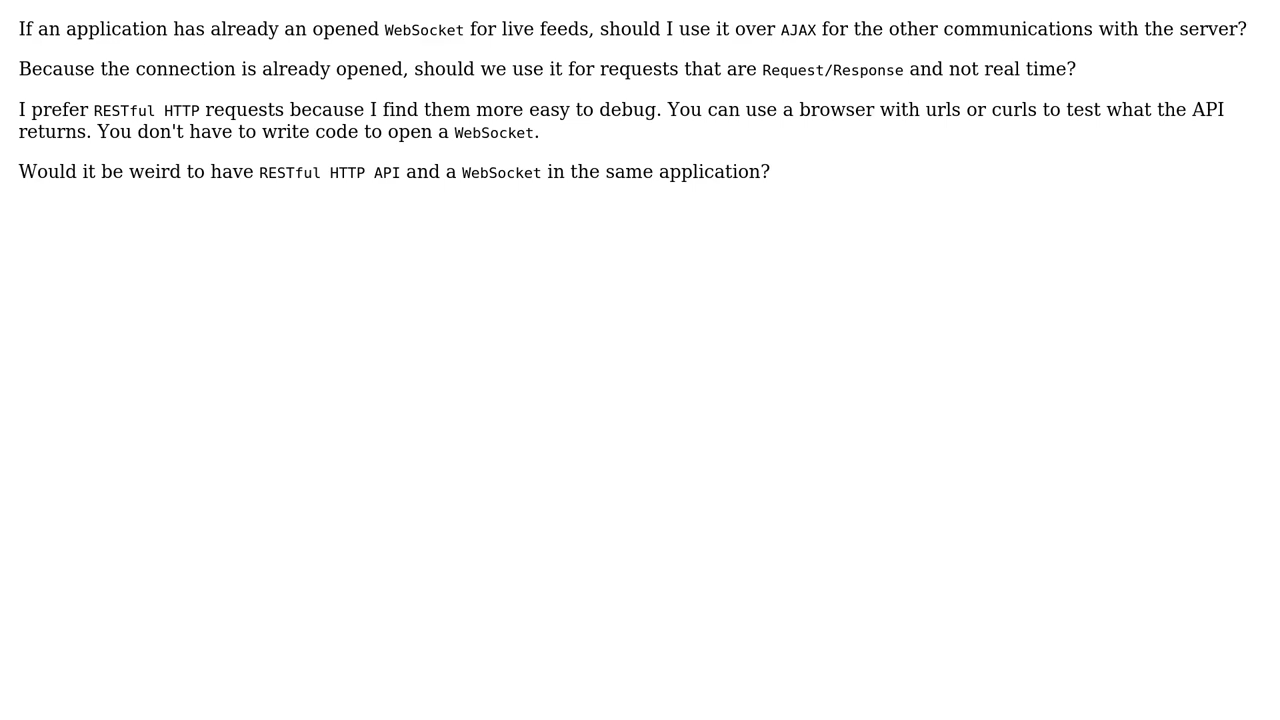 If an application has already an opened WebSocket for live feeds, should I use it over AJAX for the other communications with the server?
Because the connection is already opened, should we use it for requests that are Request/Response and not real time?
I prefer RESTful HTTP requests because I find them more easy to debug. You can use a browser with urls or curls to test what the API
returns. You don't have to write code to open a WebSocket.
Would it be weird to have RESTful HTTP API and a WebSocket in the same application?